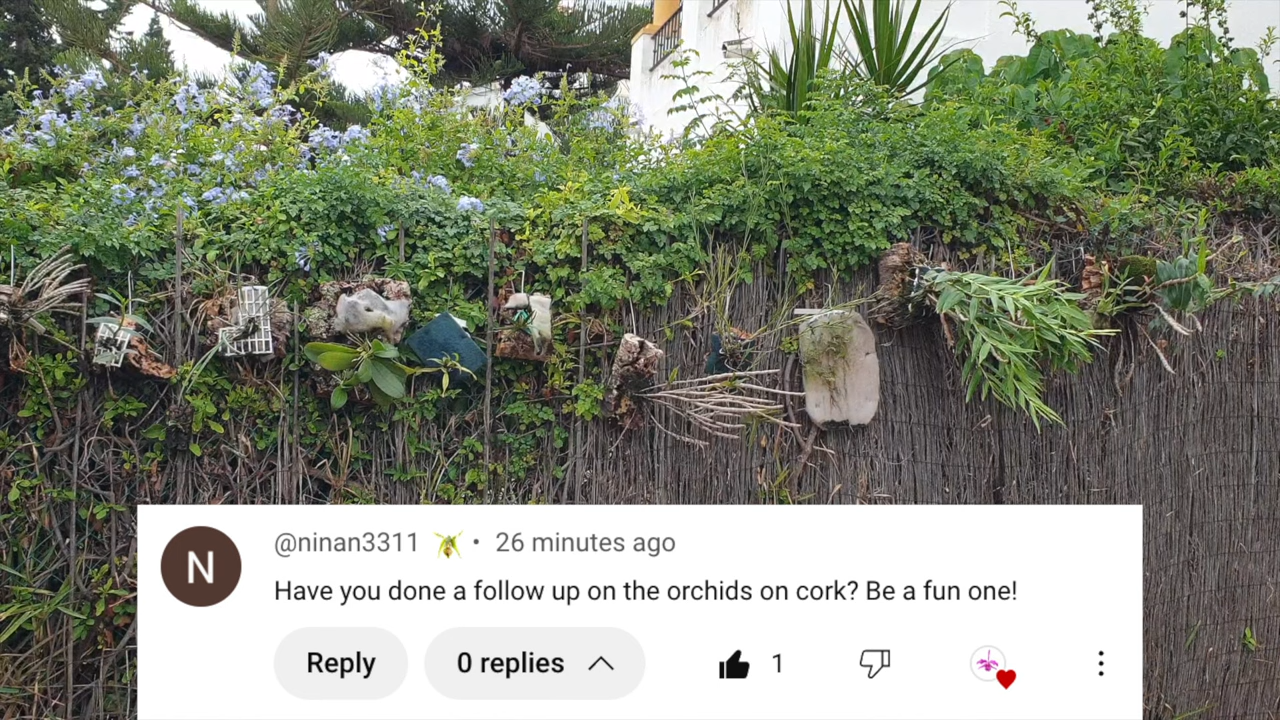 N
@ninan3311 • 26 minutes ago
Have you done a follow up on the orchids on cork? Be a fun one!
Reply 0 replies 1